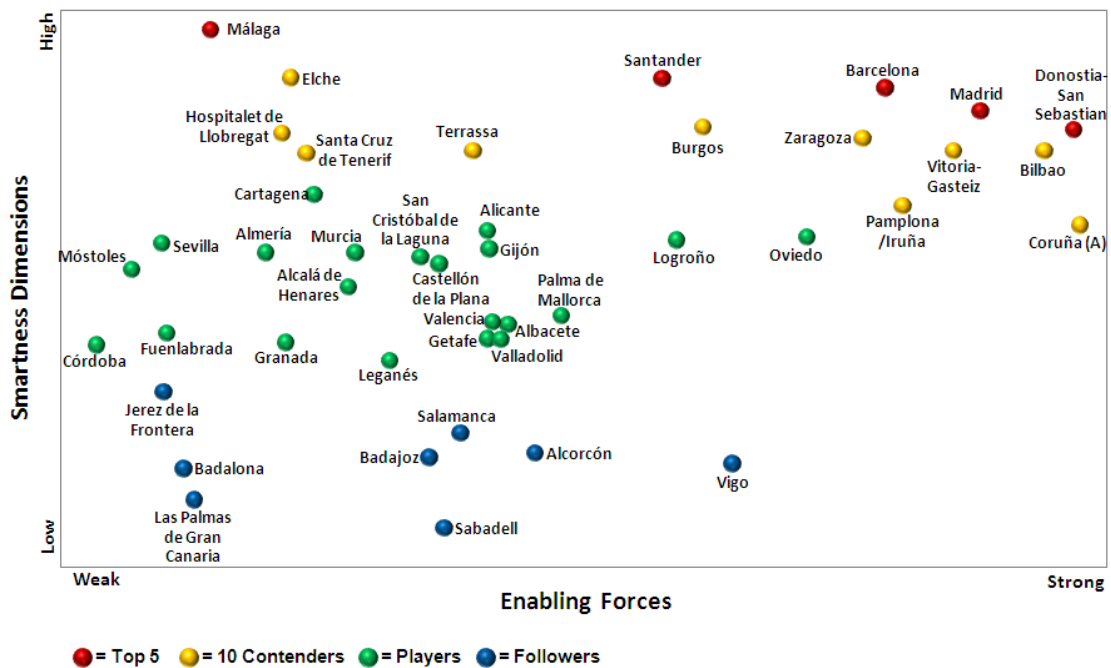 High
Málaga
Elche
Santander
Barcelona
Madrid
Donostia-
San
Sebastian
Hospitalet de
Llobregat
Santa Cruz
de Tenerif
Terrassa
Burgos
Zaragoza
Vitoria-
Gasteiz
Bilbao
Cartagena
San
Cristóbal de
la Laguna
Alicante
Pamplona
/Iruña
Coruña (A)
Sevilla
Almería
Murcia
Gijón
Logroño
Oviedo
Móstoles
Alcalá de
Henares
Castellón
de la Plana
Palma de
Mallorca
Valencia
Albacete
Getafe
Valladolid
Córdoba
Fuenlabrada
Granada
Leganés
Jerez de la
Frontera
Salamanca
Badajoz
Alcorcón
Vigo
Badalona
Las Palmas
de Gran
Canaria
Sabadell
Smartness Dimensions
Low
Weak
Strong
Enabling Forces
= Top 5 = 10 Contenders = Players = Followers